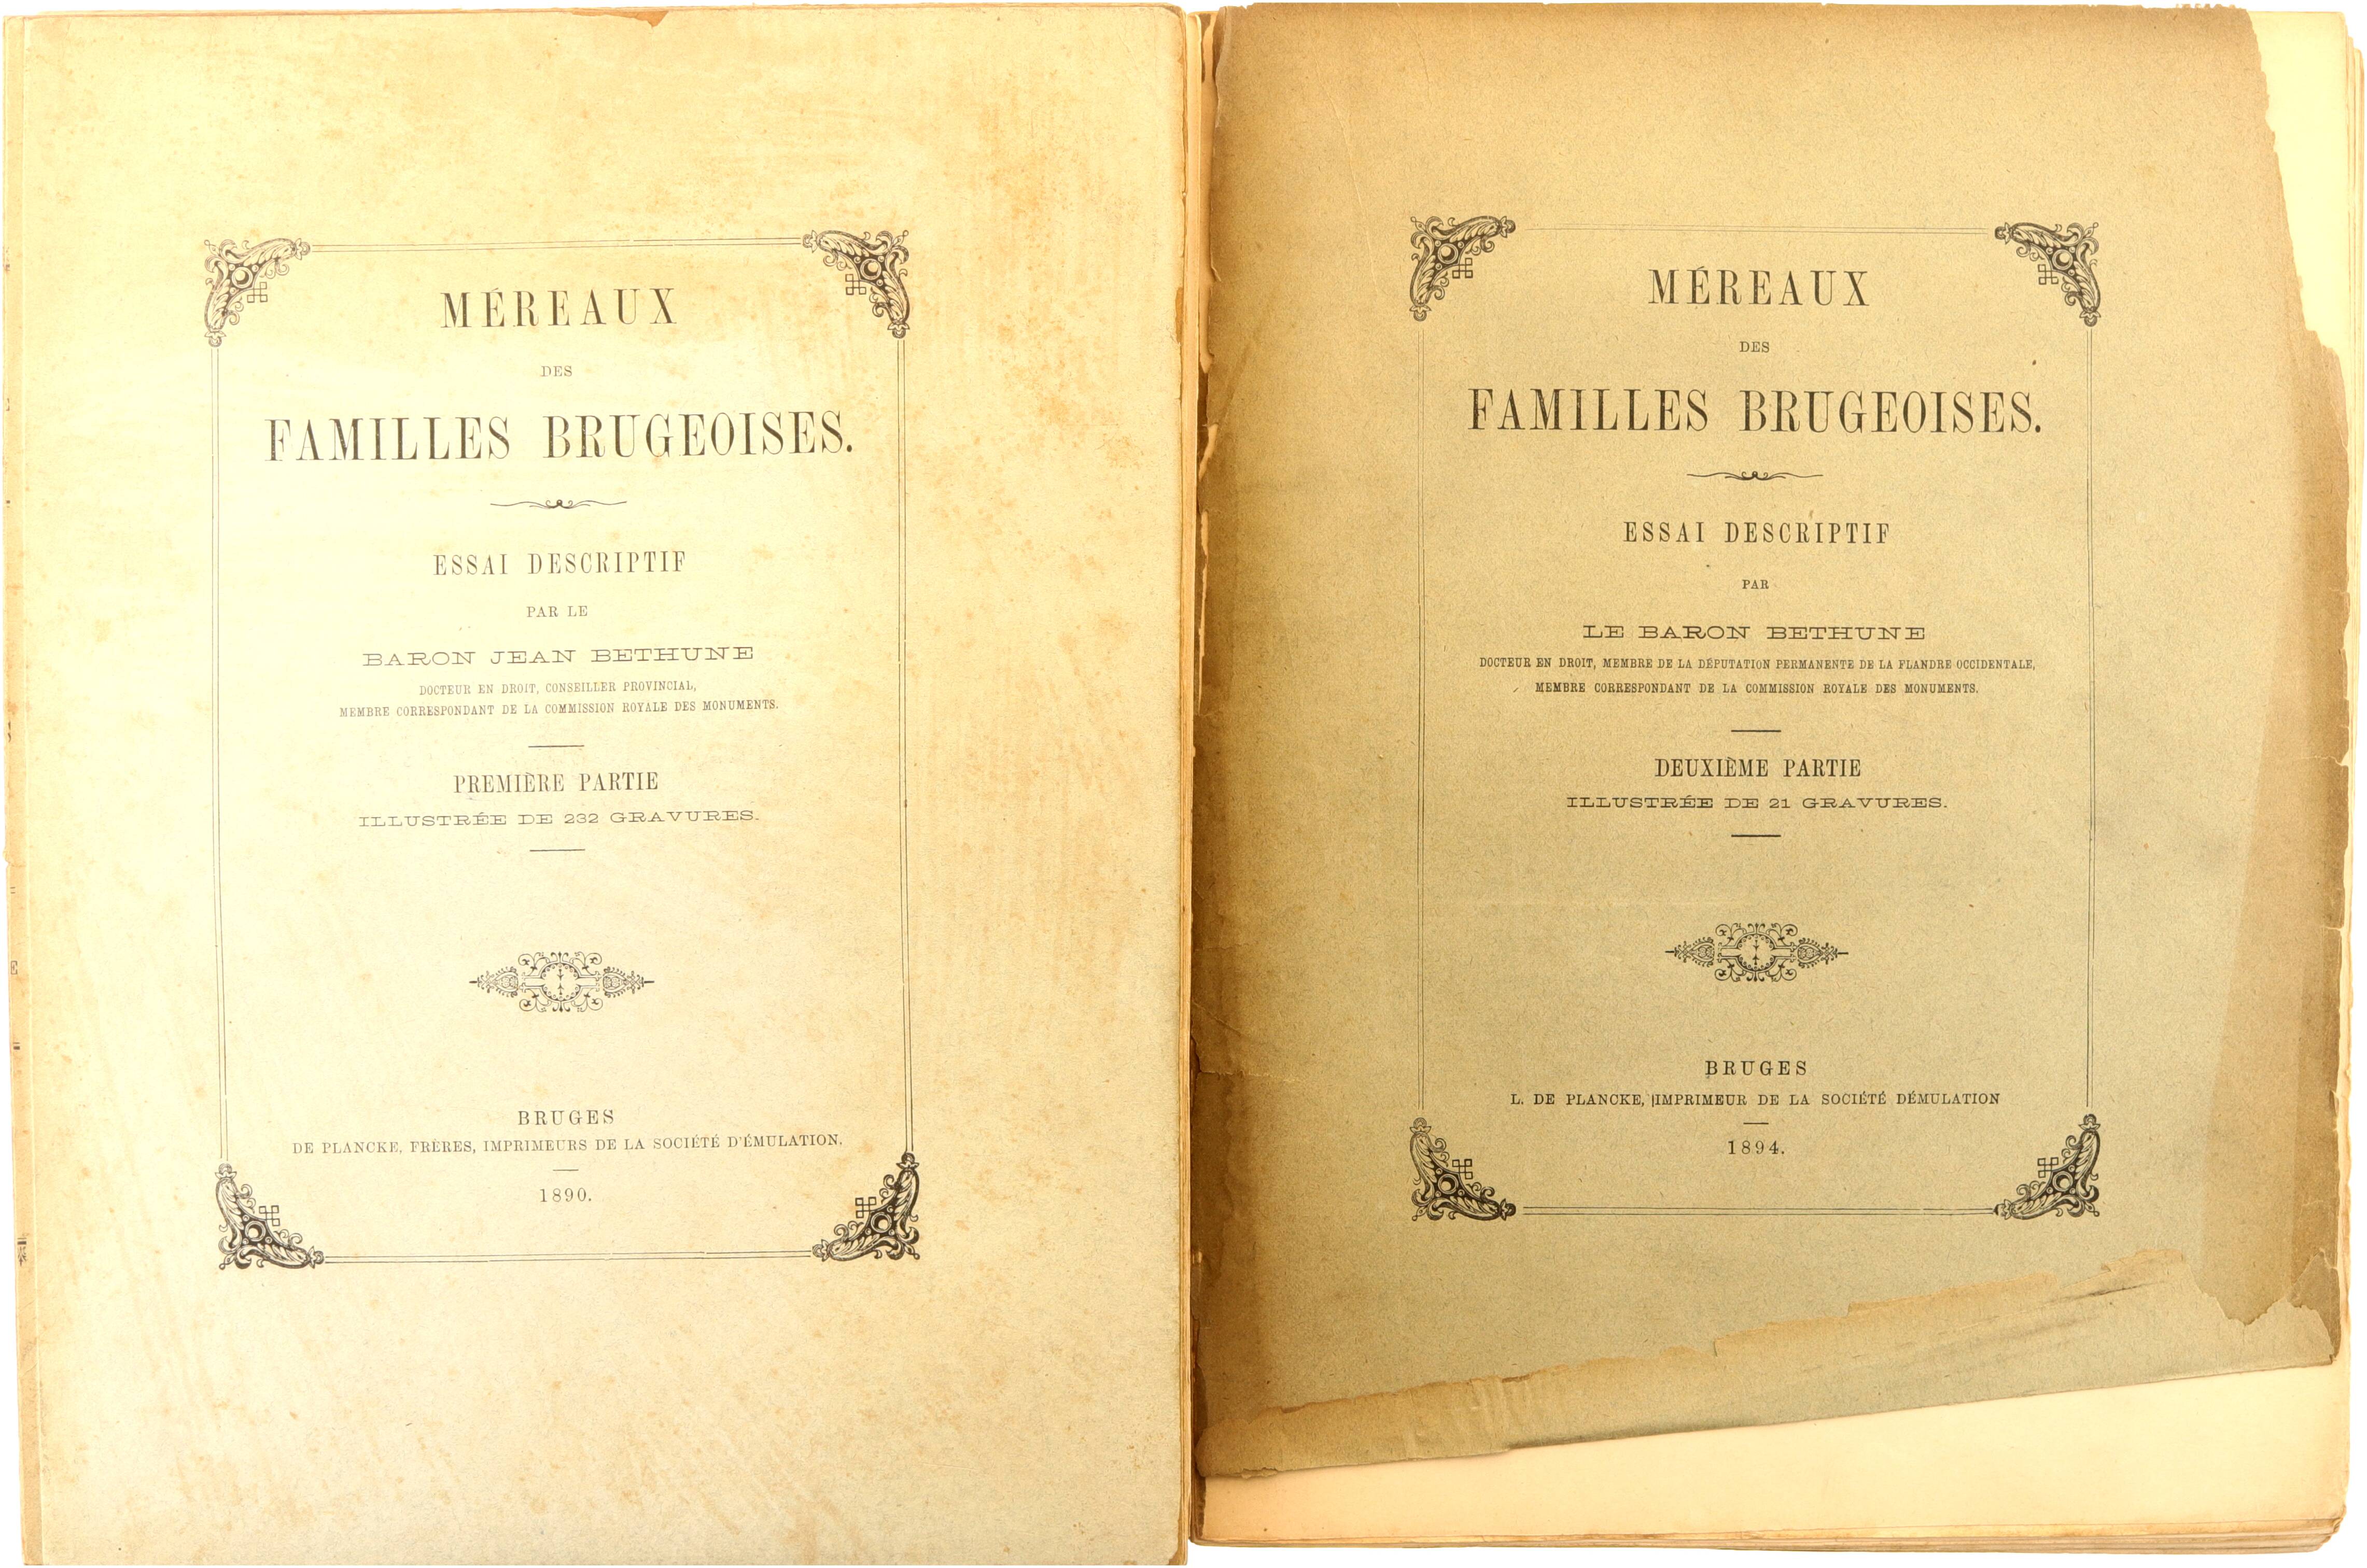 MÉREAUX
DES
FAMILLES BRUGEOISES.
ESSAI DESCRIPTIF
PAR LE
BARON JEAN BETHUNE
DOCTEUR EN DROIT, CONSEILLER PROVINCIAL,
MEMBRE CORRESPONDANT DE LA COMMISSION ROYALE DES MONUMENTS.
PREMIÈRE PARTIE
ILLUSTRÉE DE 232 GRAVURES.
BRUGES
DE PLANCKE, FRÈRES, IMPRIMEURS DE LA SOCIÉTÉ D'ÉMULATION,
1890.
MÉREAUX
DES
FAMILLES BRUGEOISES.
ESSAI DESCRIPTIF
PAR
LE BARON BETHUNE
DOCTEUR EN DROIT, MEMBRE DE LA DÉPUTATION PERMANENTE DE LA FLANDRE OCCIDENTALE,
MEMBRE CORRESPONDANT DE LA COMMISSION ROYALE DES MONUMENTS.
DEUXIÈME PARTIE
ILLUSTRÉE DE 21 GRAVURES.
BRUGES
L. DE PLANCKE, IMPRIMEUR DE LA SOCIÉTÉ DÉMULATION
1894.